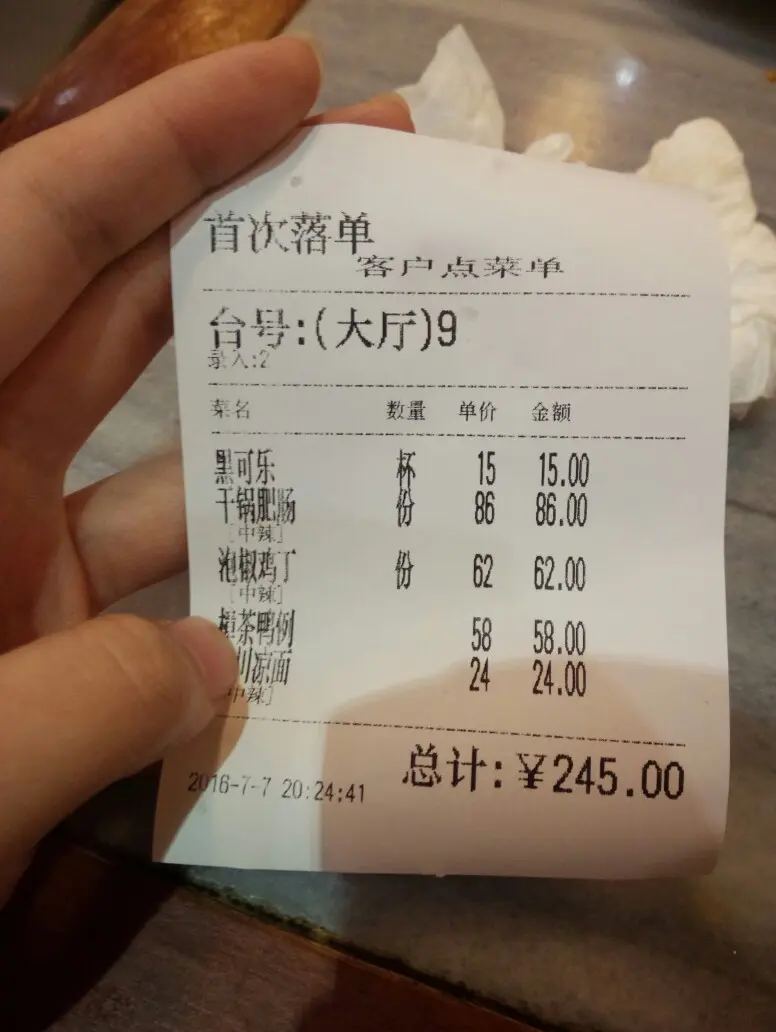 首次落单
客户点菜单
台号:(大厅)9
录入:2
菜名 数量 单价 金额
黑可乐 杯 15 15.00
干锅肥肠 份 86 86.00
[中辣]
泡椒鸡丁 份 62 62.00
[中辣]
樟茶鸭例 58 58.00
川凉面 24 24.00
中辣]
总计:¥245.00
2016-7-7 20:24:41